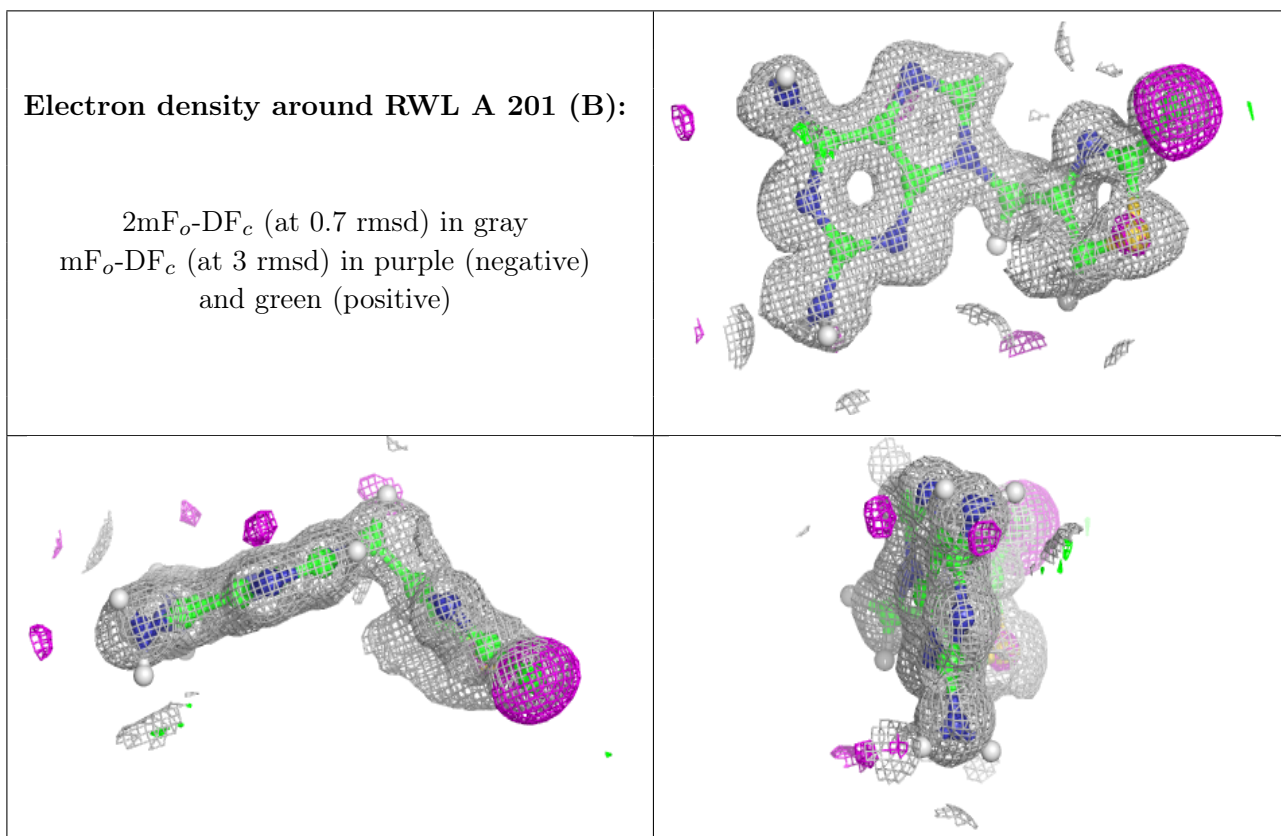 Electron density around RWL A 201 (B):
2mFo-DFc (at 0.7 rmsd) in gray
mFo-DFc (at 3 rmsd) in purple (negative)
and green (positive)